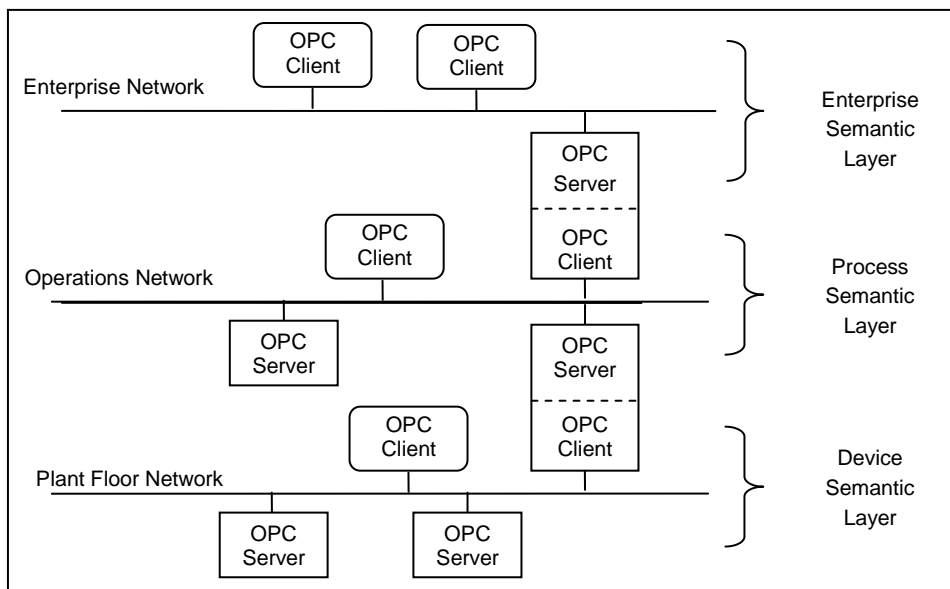 OPC
Client
OPC
Client
Enterprise Network
Enterprise
Semantic
Layer
OPC
Server
OPC
Client
OPC
Client
Operations Network
Process
Semantic
Layer
OPC
Server
OPC
Server
OPC
Client
OPC
Client
Plant Floor Network
Device
Semantic
Layer
OPC
Server
OPC
Server